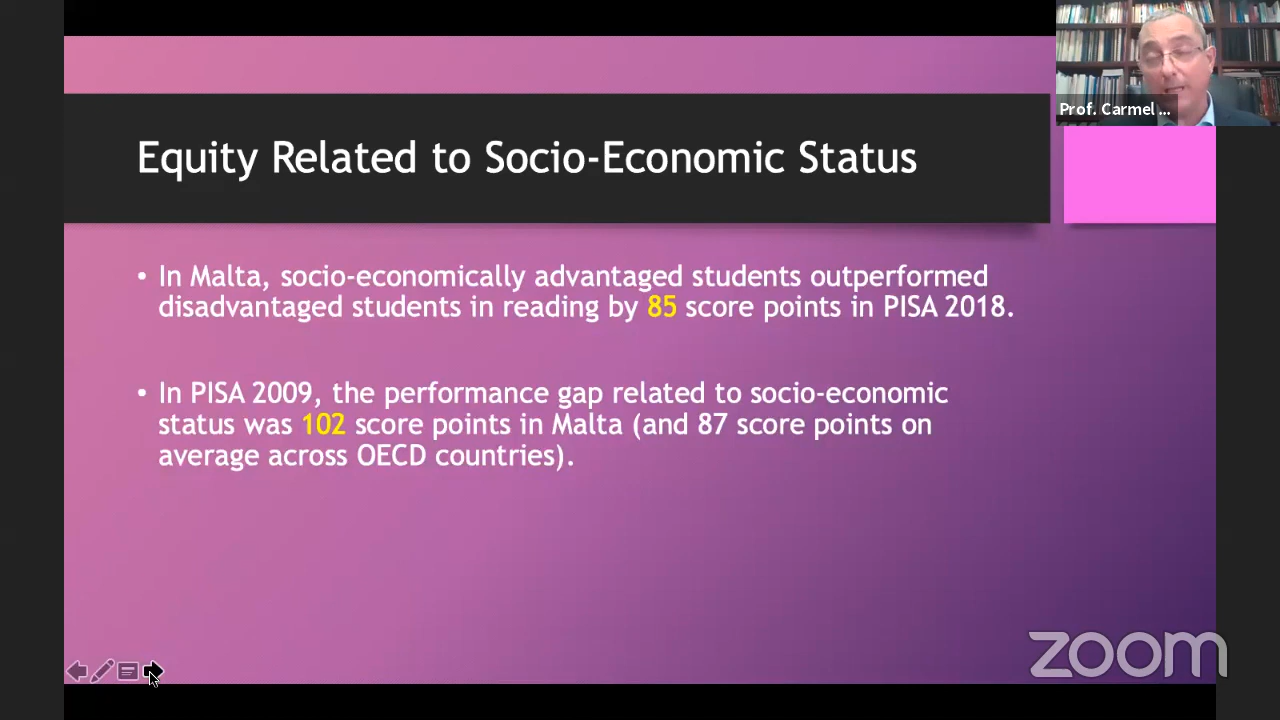 Prof. Carmel ...
Equity Related to Socio-Economic Status
• In Malta, socio-economically advantaged students outperformed
disadvantaged students in reading by 85 score points in PISA 2018.
• In PISA 2009, the performance gap related to socio-economic
status was 102 score points in Malta (and 87 score points on
average across OECD countries).
zoom